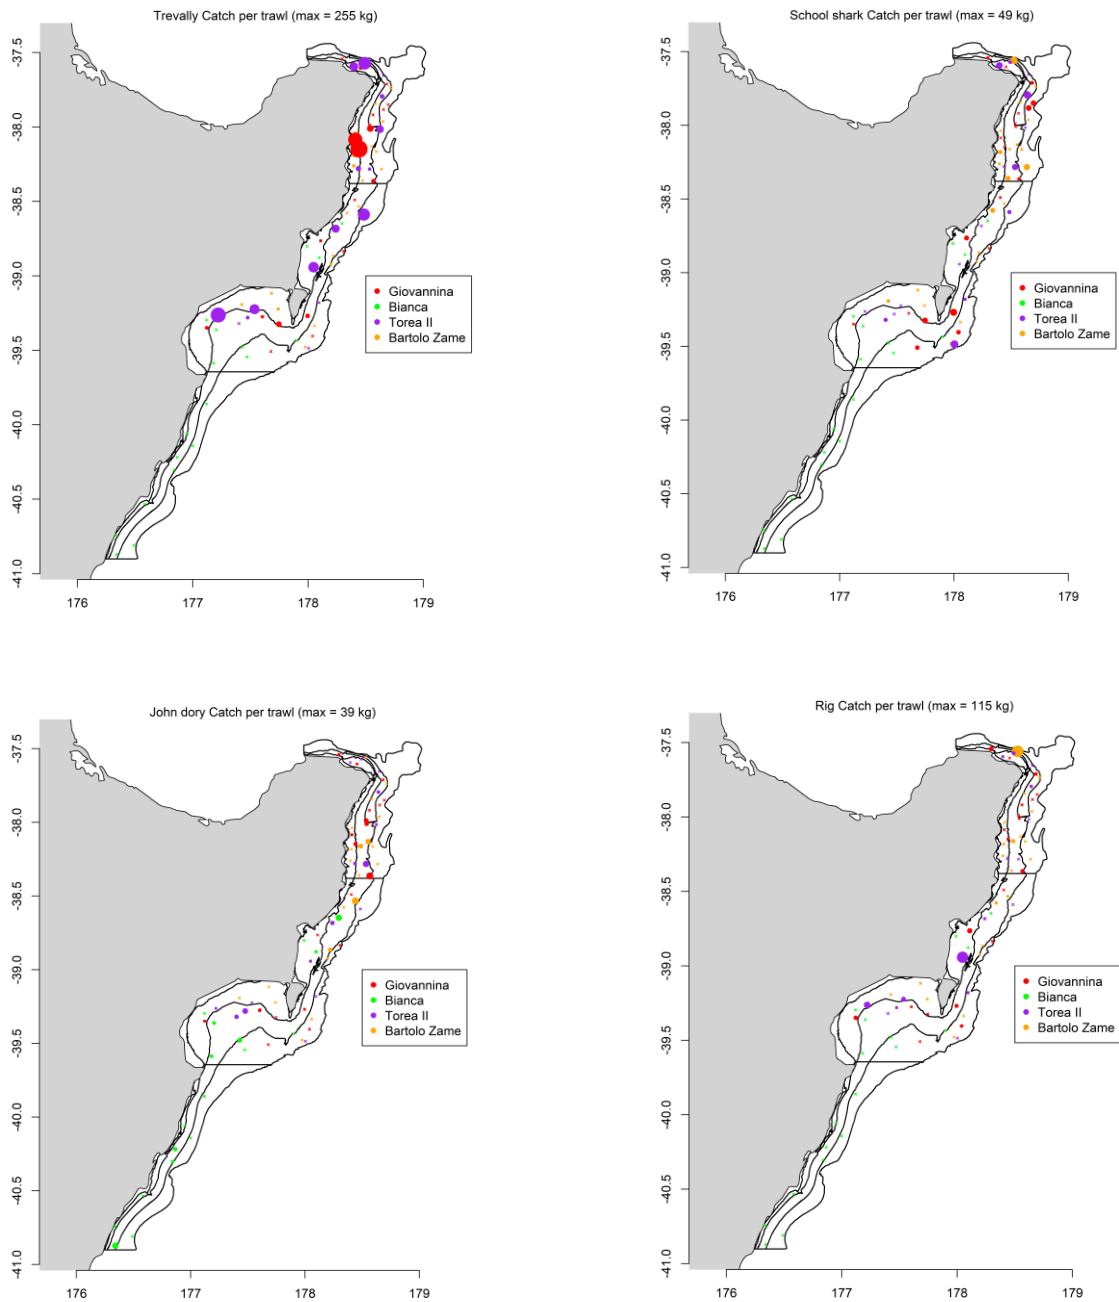 Trevally Catch per trawl (max = 255 kg)
-37.5
-38.0
-38.5
-39.0
-39.5
-40.0
-40.5
-41.0
176 177 178 179
Giovannina
Bianca
Torea II
Bartolo Zame
School shark Catch per trawl (max = 49 kg)
-37.5
-38.0
-38.5
-39.0
-39.5
-40.0
-40.5
-41.0
176 177 178 179
Giovannina
Bianca
Torea II
Bartolo Zame
John dory Catch per trawl (max = 39 kg)
-37.5
-38.0
-38.5
-39.0
-39.5
-40.0
-40.5
-41.0
176 177 178 179
Giovannina
Bianca
Torea II
Bartolo Zame
Rig Catch per trawl (max = 115 kg)
-37.5
-38.0
-38.5
-39.0
-39.5
-40.0
-40.5
-41.0
176 177 178 179
Giovannina
Bianca
Torea II
Bartolo Zame